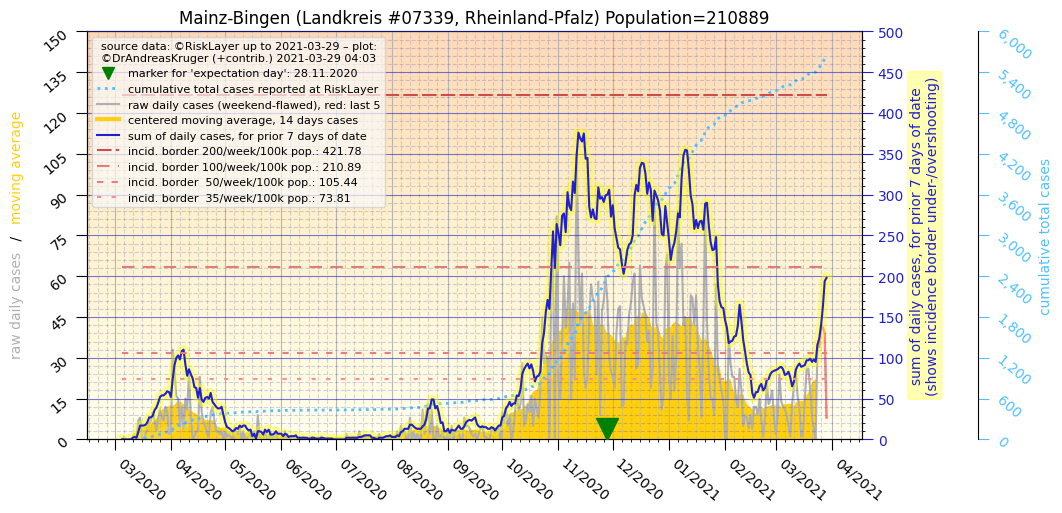 Mainz-Bingen (Landkreis #07339, Rheinland-Pfalz) Population=210889
source data: ©RiskLayer up to 2021-03-29 – plot:
©DrAndreasKruger (+contrib.) 2021-03-29 04:03
marker for 'expectation day': 28.11.2020
cumulative total cases reported at RiskLayer
raw daily cases (weekend-flawed), red: last 5
centered moving average, 14 days cases
sum of daily cases, for prior 7 days of date
incid. border 200/week/100k pop.: 421.78
incid. border 100/week/100k pop.: 210.89
incid. border  50/week/100k pop.: 105.44
incid. border  35/week/100k pop.: 73.81
raw daily cases  /  moving average
150
135
120
105
90
75
60
45
30
15
0
03/2020
04/2020
05/2020
06/2020
07/2020
08/2020
09/2020
10/2020
11/2020
12/2020
01/2021
02/2021
03/2021
04/2021
500
450
400
350
300
250
200
150
100
50
0
sum of daily cases, for prior 7 days of date
(shows incidence border under-/overshooting)
6,000
5,400
4,800
4,200
3,600
3,000
2,400
1,800
1,200
600
0
cumulative total cases